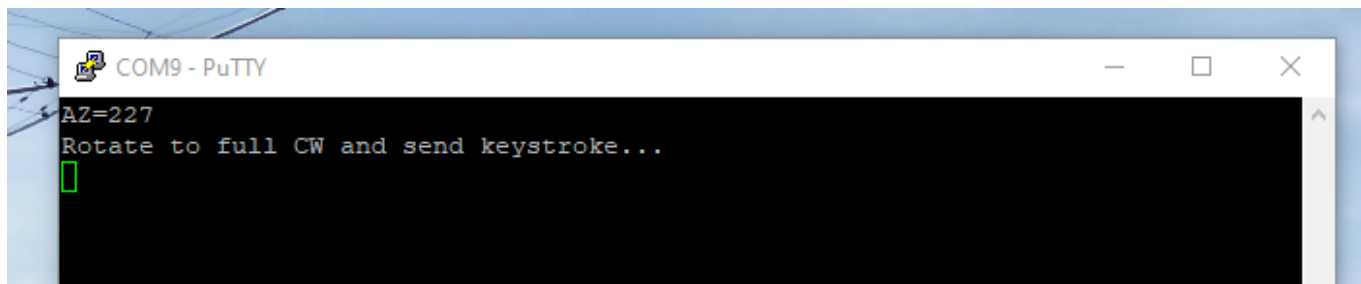 COM9 - PuTTY
AZ=227
Rotate to full CW and send keystroke...